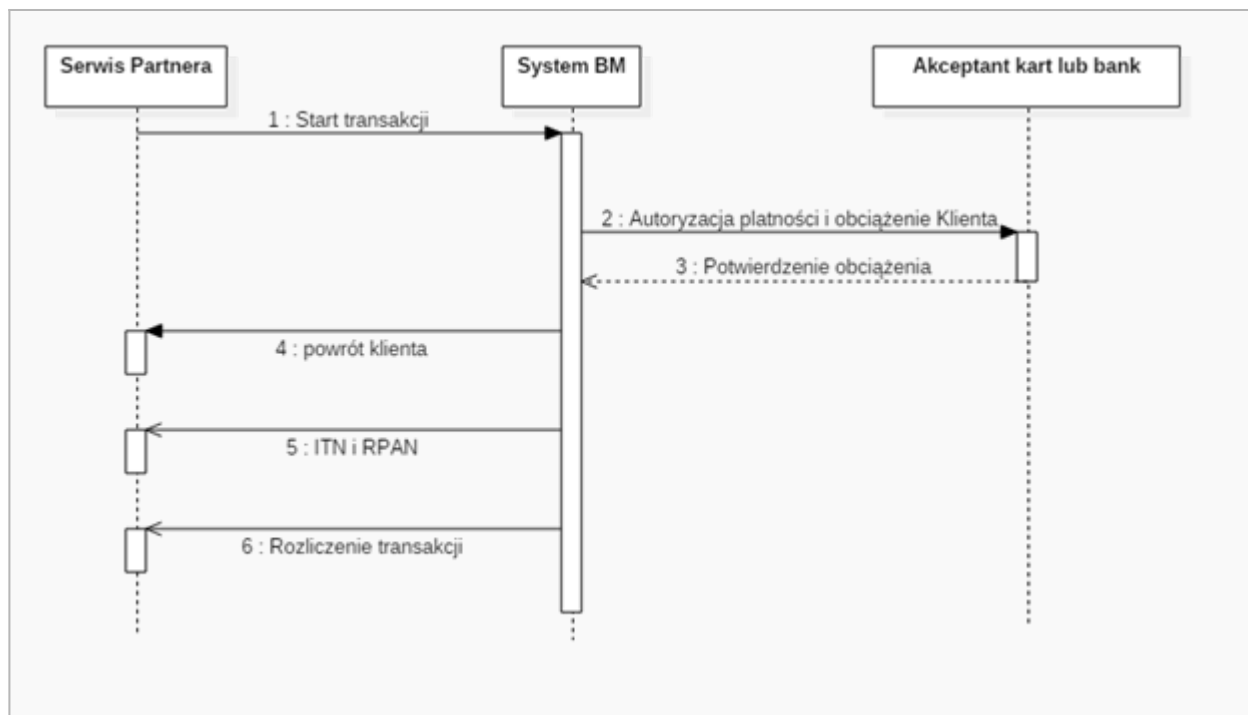 Serwis Partnera
System BM
Akceptant kart lub bank
1 : Start transakcji
2 : Autoryzacja platności i obciążenie Klienta
3 : Potwierdzenie obciążenia
4 : powrót klienta
5 : ITN i RPAN
6 : Rozliczenie transakcji